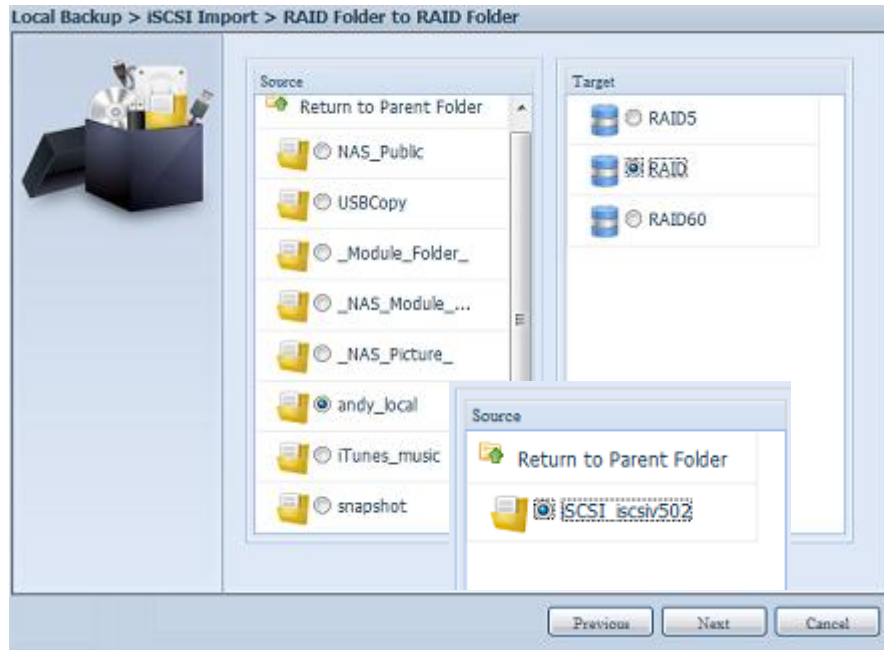 Local Backup > iSCSI Import > RAID Folder to RAID Folder
Source
Return to Parent Folder
NAS_Public
USBCopy
_Module_Folder_
_NAS_Module_...
_NAS_Picture_
andy_local
iTunes_music
snapshot
Target
RAID5
RAID
RAID60
Source
Return to Parent Folder
iSCSI_iscsiv502
Previous
Next
Cancel